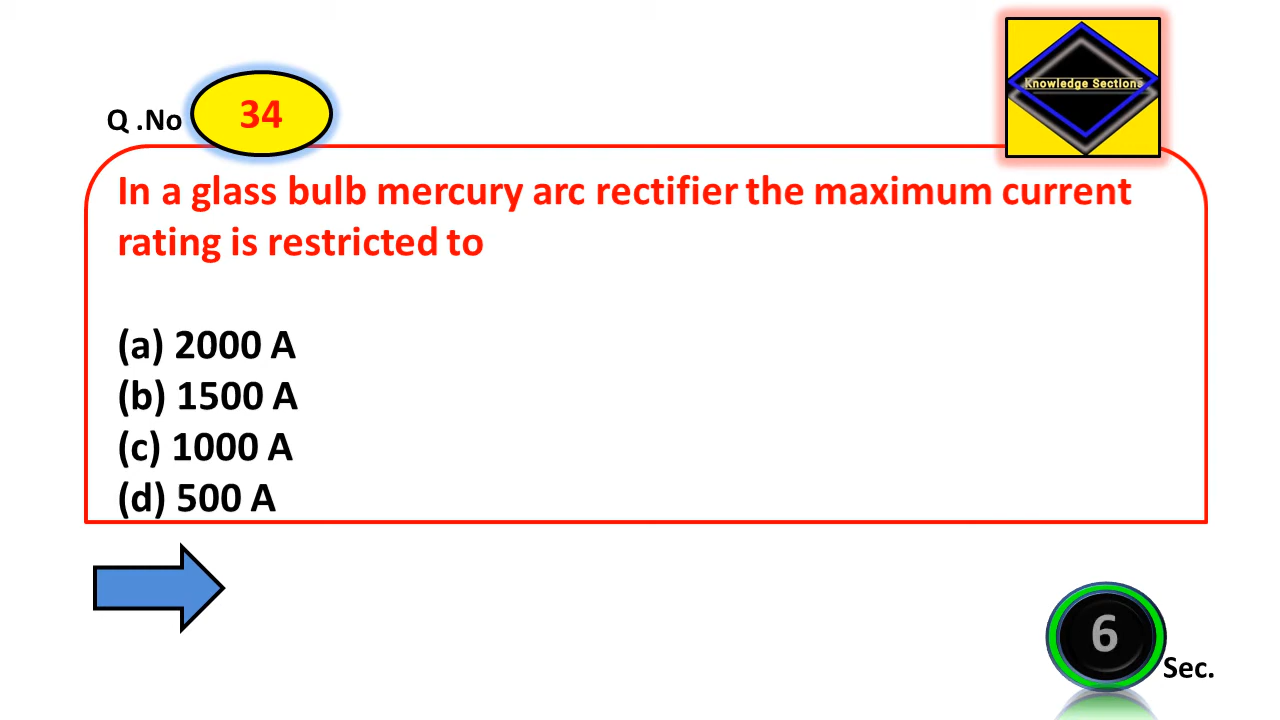 Knowledge Sections
Q .No 34
In a glass bulb mercury arc rectifier the maximum current
rating is restricted to
(a) 2000 A
(b) 1500 A
(c) 1000 A
(d) 500 A
6
Sec.